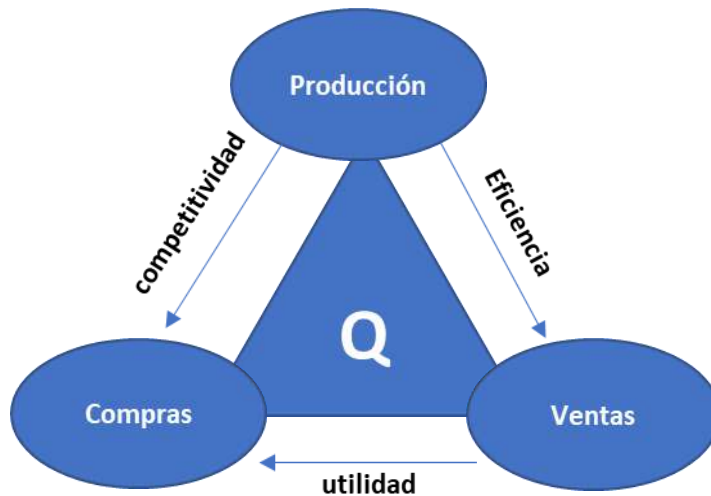 Producción
competitividad
Eficiencia
Q
Compras
Ventas
utilidad